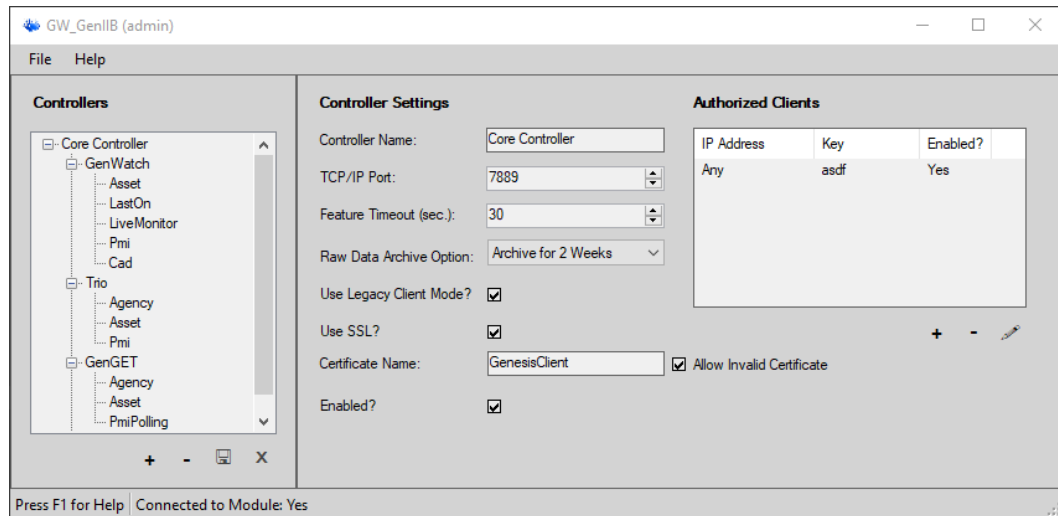 GW_GenIIB (admin)
File Help
Controllers
Core Controller
GenWatch
Asset
LastOn
LiveMonitor
Pmi
Cad
Trio
Agency
Asset
Pmi
GenGET
Agency
Asset
PmiPolling
+ - X
Controller Settings
Controller Name: Core Controller
TCP/IP Port: 7889
Feature Timeout (sec.): 30
Raw Data Archive Option: Archive for 2 Weeks
Use Legacy Client Mode?
Use SSL?
Certificate Name: GenesisClient Allow Invalid Certificate
Enabled?
Authorized Clients
IP Address Key Enabled?
Any asdf Yes
+ -
Press F1 for Help Connected to Module: Yes